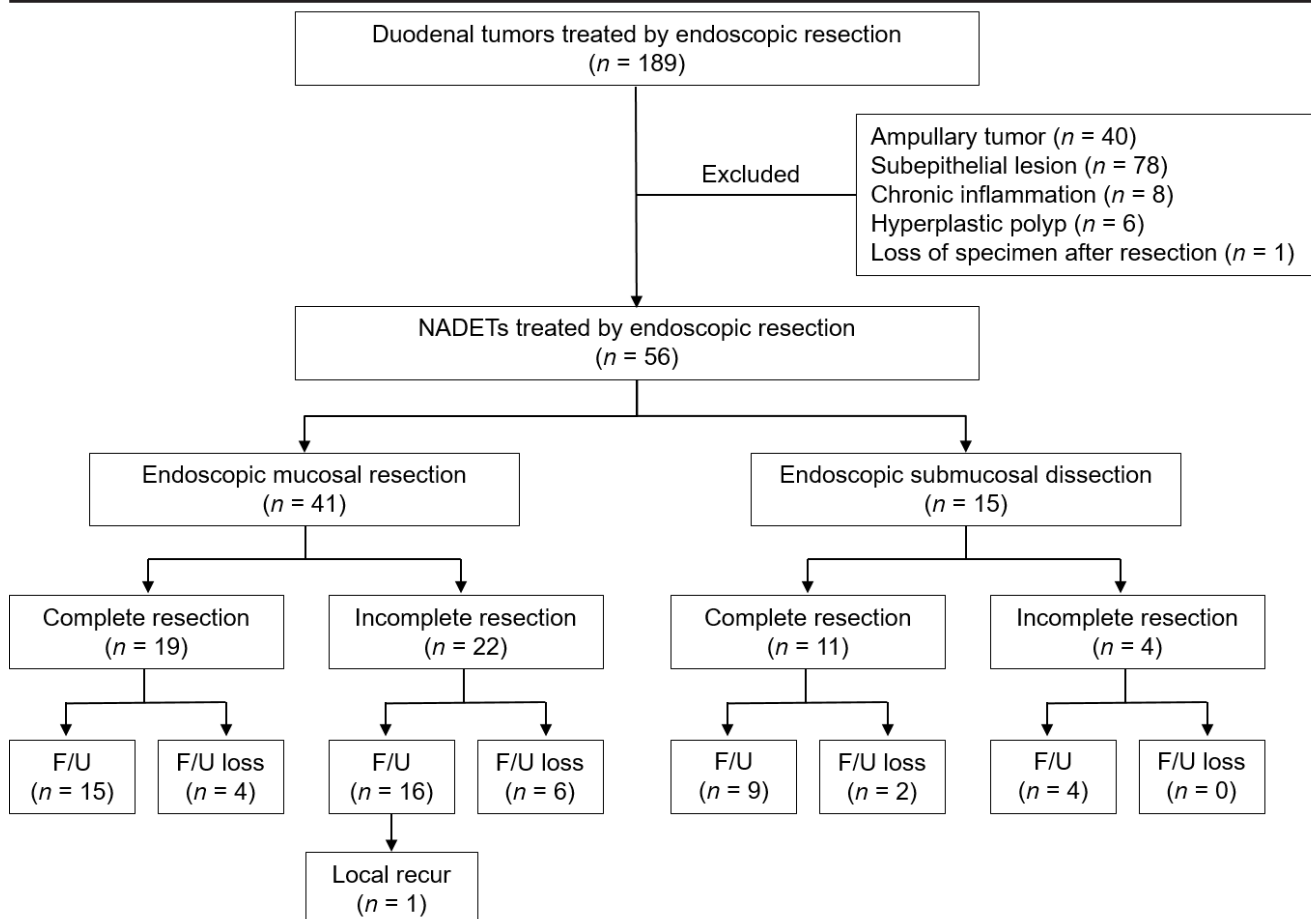 Duodenal tumors treated by endoscopic resection
(n = 189)
Excluded
Ampullary tumor (n = 40)
Subepithelial lesion (n = 78)
Chronic inflammation (n = 8)
Hyperplastic polyp (n = 6)
Loss of specimen after resection (n = 1)
NADETs treated by endoscopic resection
(n = 56)
Endoscopic mucosal resection
(n = 41)
Endoscopic submucosal dissection
(n = 15)
Complete resection
(n = 19)
Incomplete resection
(n = 22)
Complete resection
(n = 11)
Incomplete resection
(n = 4)
F/U
(n = 15)
F/U loss
(n = 4)
F/U
(n = 16)
F/U loss
(n = 6)
F/U
(n = 9)
F/U loss
(n = 2)
F/U
(n = 4)
F/U loss
(n = 0)
Local recur
(n = 1)